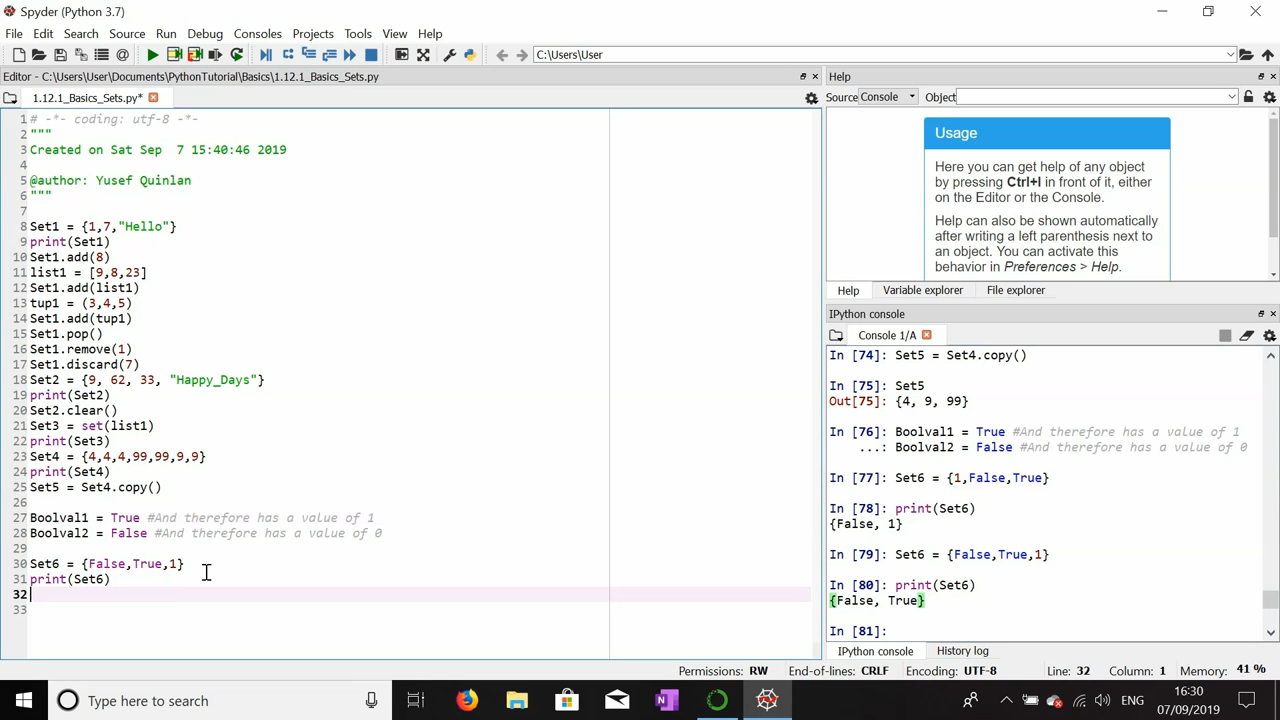 Spyder (Python 3.7)
File Edit Search Source Run Debug Consoles Projects Tools View Help
C:\Users\User
Editor - C:\Users\User\Documents\PythonTutorial\Basics\1.12.1_Basics_Sets.py
1.12.1_Basics_Sets.py*
1 # -*- coding: utf-8 -*-
2 """
3 Created on Sat Sep  7 15:40:46 2019
4
5 @author: Yusef Quinlan
6 """
7
8 Set1 = {1,7,"Hello"}
9 print(Set1)
10 Set1.add(8)
11 list1 = [9,8,23]
12 Set1.add(list1)
13 tup1 = (3,4,5)
14 Set1.add(tup1)
15 Set1.pop()
16 Set1.remove(1)
17 Set1.discard(7)
18 Set2 = {9, 62, 33, "Happy_Days"}
19 print(Set2)
20 Set2.clear()
21 Set3 = set(list1)
22 print(Set3)
23 Set4 = {4,4,4,99,99,9,9}
24 print(Set4)
25 Set5 = Set4.copy()
26
27 Boolval1 = True #And therefore has a value of 1
28 Boolval2 = False #And therefore has a value of 0
29
30 Set6 = {False,True,1}
31 print(Set6)
32
33
Help
Source Console Object
Usage
Here you can get help of any object
by pressing Ctrl+I in front of it, either
on the Editor or the Console.
Help can also be shown automatically
after writing a left parenthesis next to
an object. You can activate this
behavior in Preferences > Help.
Help Variable explorer File explorer
IPython console
Console 1/A
In [74]: Set5 = Set4.copy()
In [75]: Set5
Out[75]: {4, 9, 99}
In [76]: Boolval1 = True #And therefore has a value of 1
...: Boolval2 = False #And therefore has a value of 0
In [77]: Set6 = {1,False,True}
In [78]: print(Set6)
{False, 1}
In [79]: Set6 = {False,True,1}
In [80]: print(Set6)
{False, True}
In [81]:
IPython console History log
Permissions: RW End-of-lines: CRLF Encoding: UTF-8 Line: 32 Column: 1 Memory: 41 %
Type here to search
ENG
16:30
07/09/2019